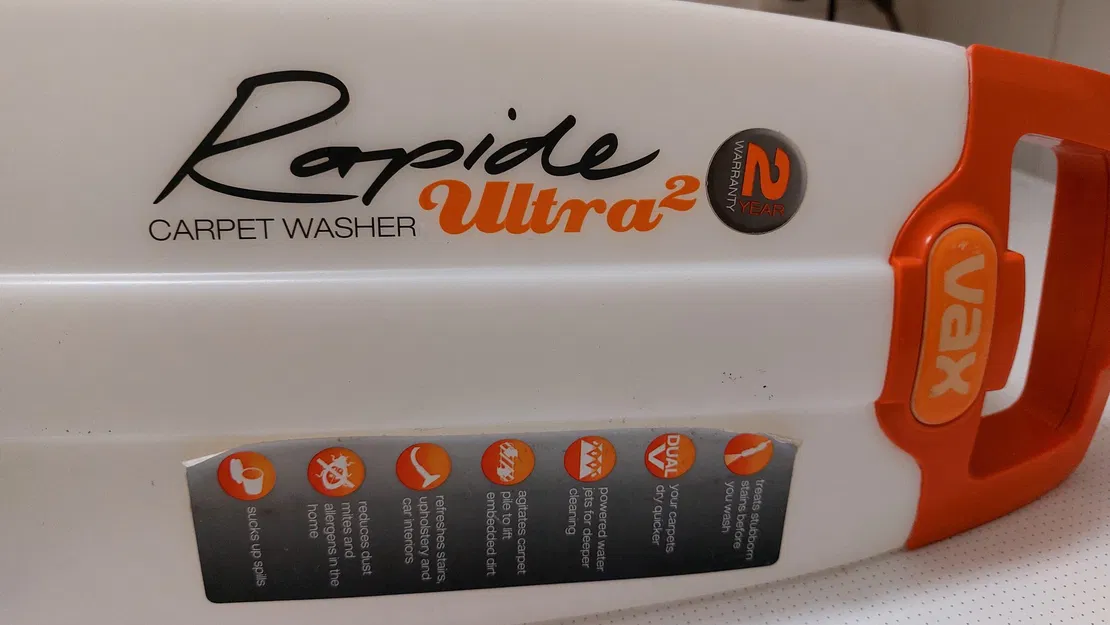 Rapide
CARPET WASHER Ultra²
2
YEAR
WARRANTY
vax
treats stubborn
stains before
you wash
DUAL V
your carpets
dry quicker
powered water
jets for deeper
cleaning
agitates carpet
pile to lift
embedded dirt
refreshes stairs,
upholstery and
car interiors
reduces dust
mites and
allergens in the
home
sucks up spills